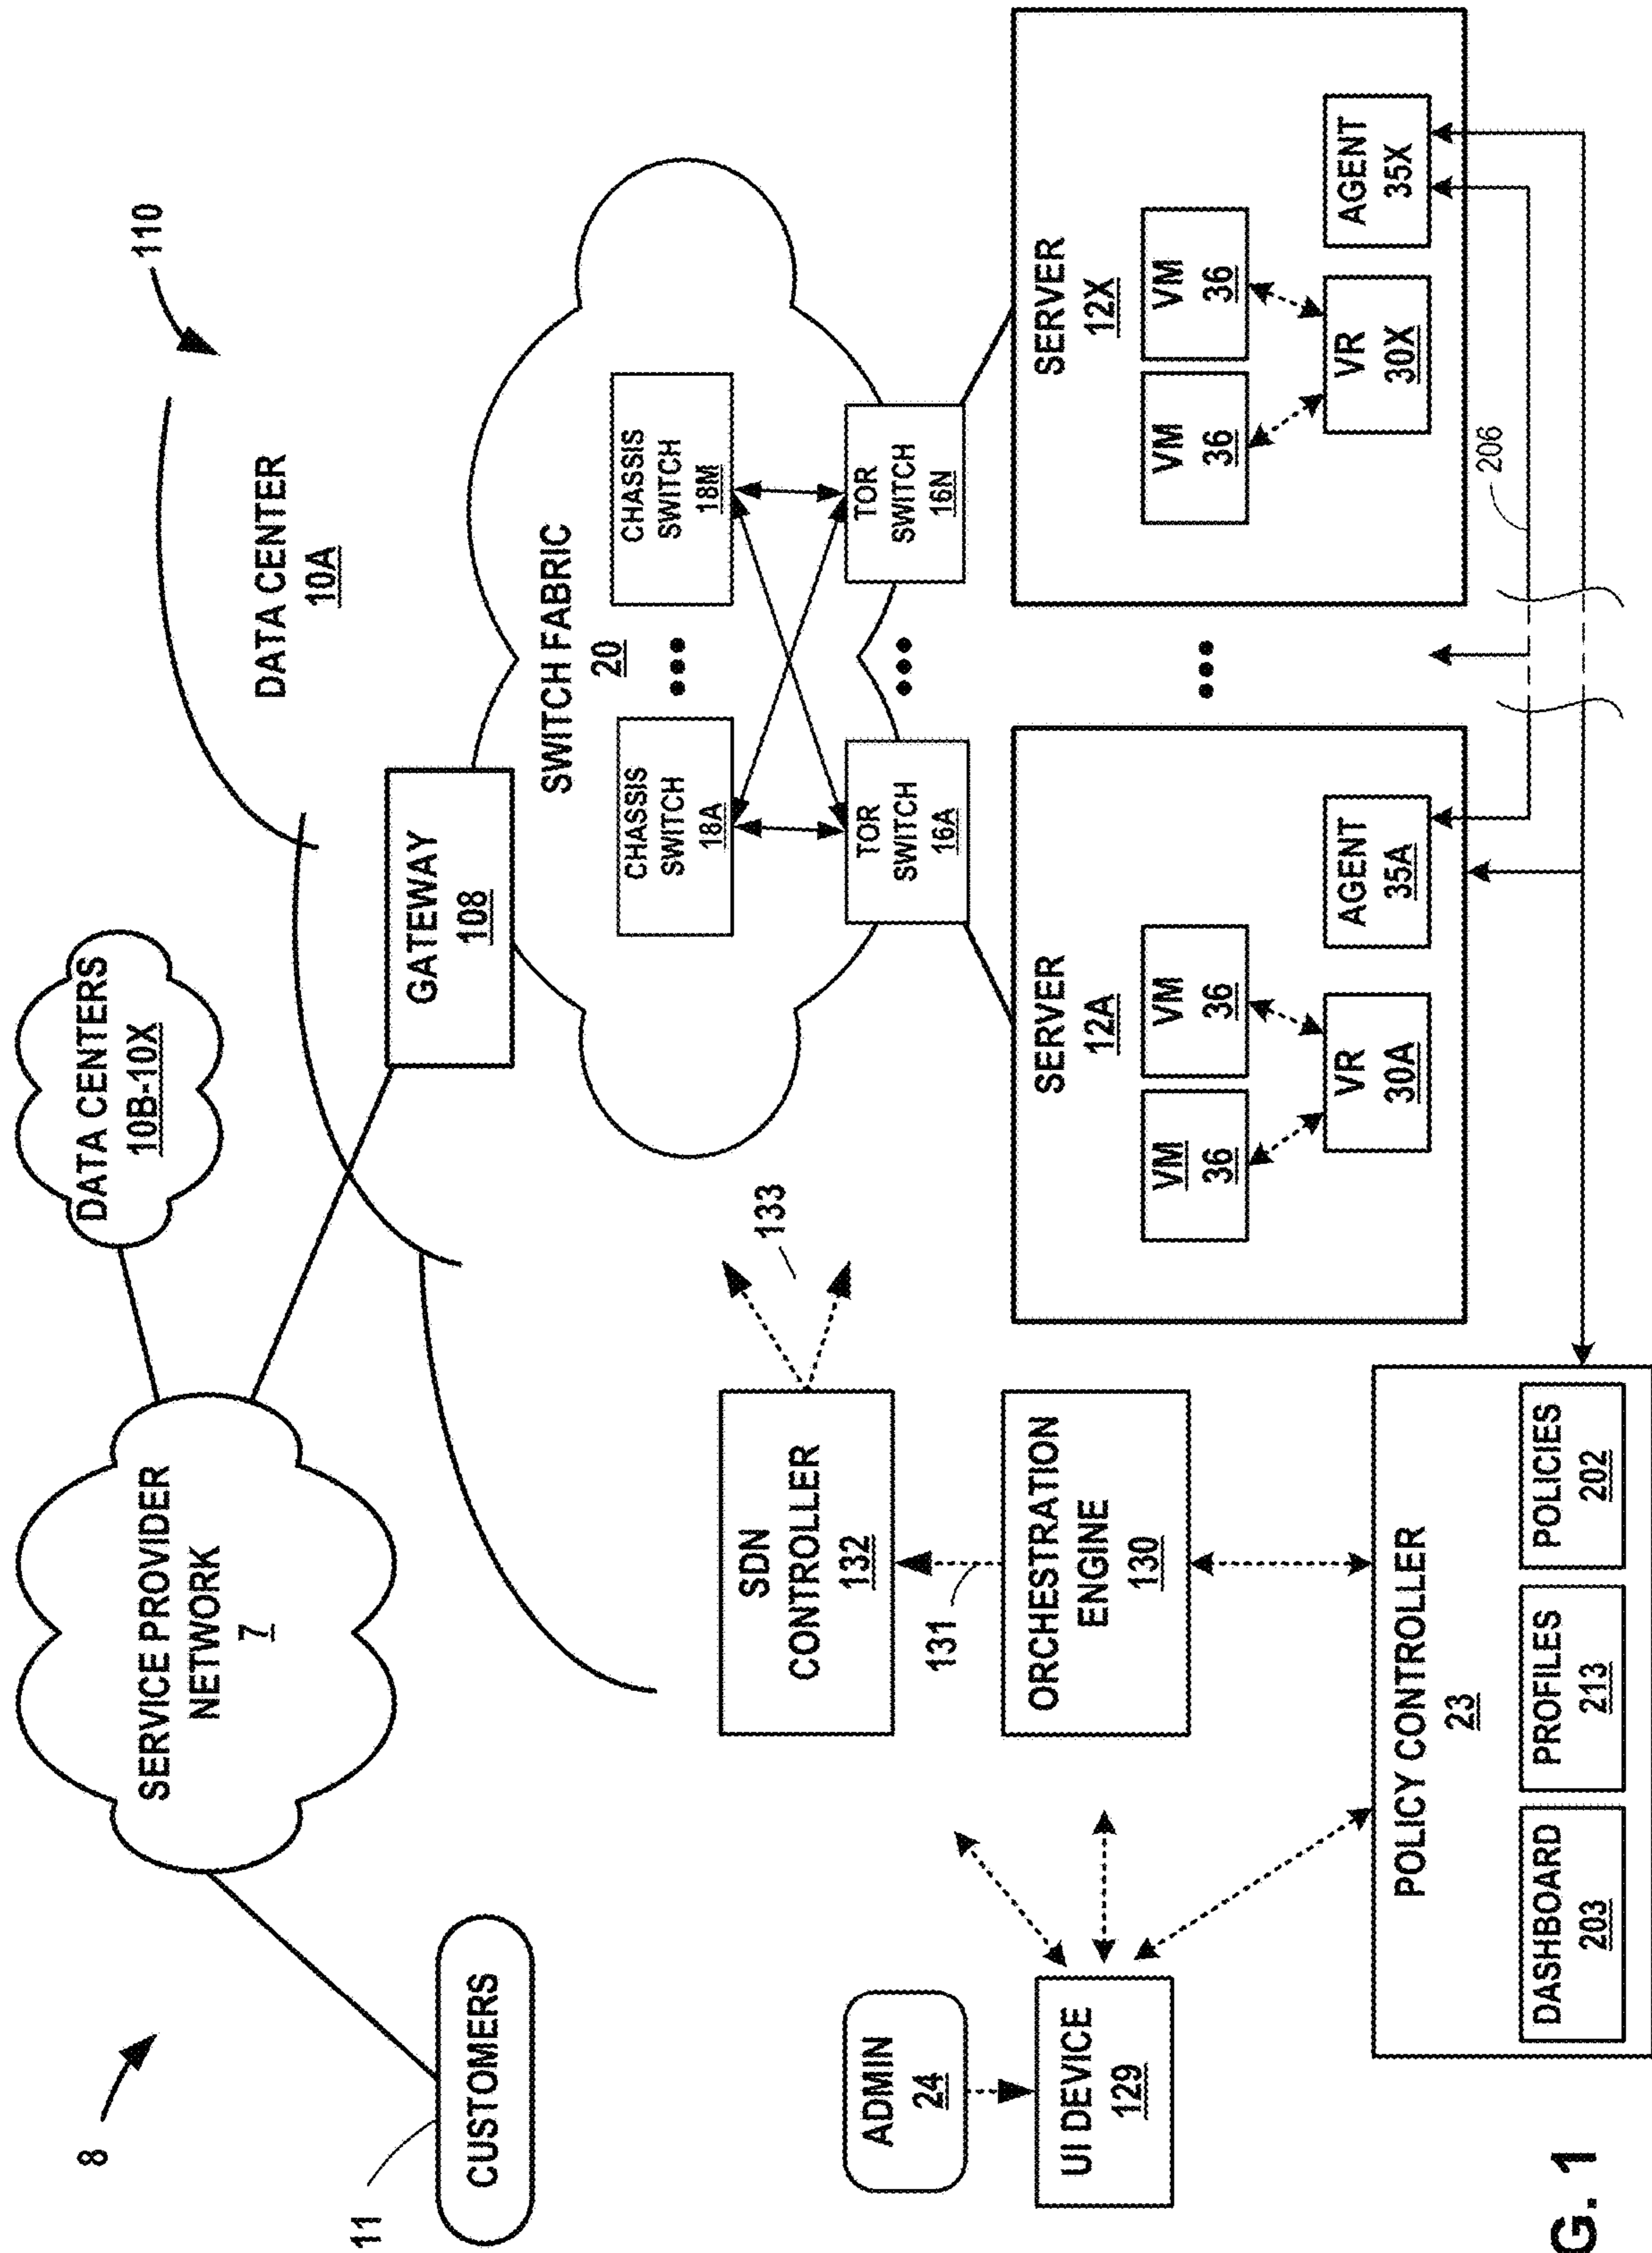 8
110
DATA CENTERS
10B-10X
SERVICE PROVIDER
NETWORK
7
DATA CENTER
10A
11
CUSTOMERS
GATEWAY
108
SWITCH FABRIC
20
CHASSIS
SWITCH
18A
•••
CHASSIS
SWITCH
18M
TOR
SWITCH
16A
•••
TOR
SWITCH
16N
133
SDN
CONTROLLER
132
131
ORCHESTRATION
ENGINE
130
ADMIN
24
UI DEVICE
129
SERVER
12A
VM
36
VM
36
VR
30A
AGENT
35A
•••
SERVER
12X
VM
36
VM
36
VR
30X
AGENT
35X
206
POLICY CONTROLLER
23
DASHBOARD
203
PROFILES
213
POLICIES
202
G. 1